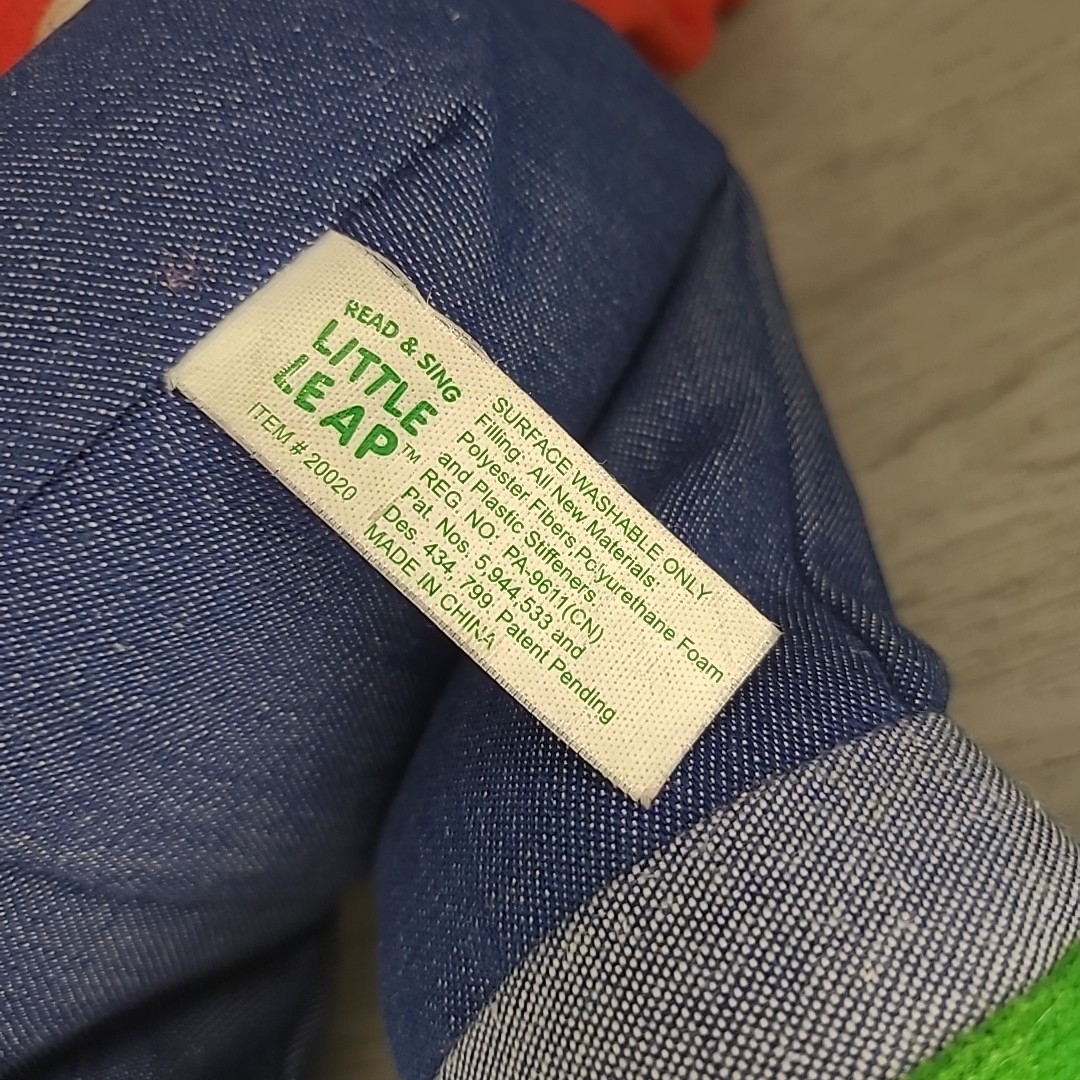 READ & SING
LITTLE
LEAP™
ITEM # 20020
SURFACE WASHABLE ONLY
Filling: All New Materials
Polyester Fibers,Polyurethane Foam
and Plastic Stiffeners.
REG. NO: PA-9611(CN)
Pat. Nos. 5,944,533 and
Des. 434, 799, Patent Pending
MADE IN CHINA